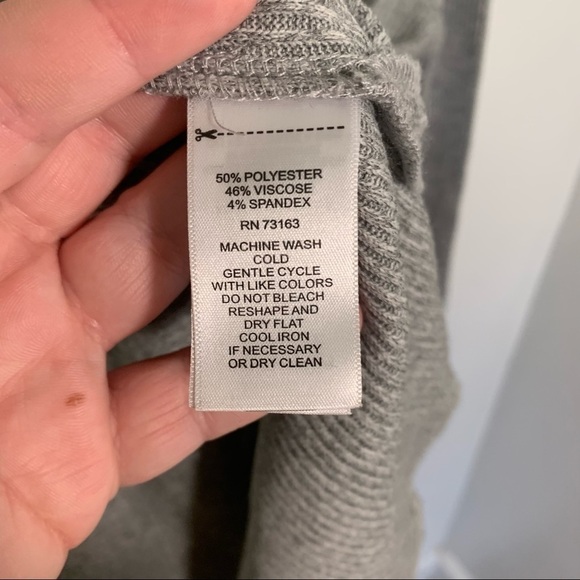 50% POLYESTER
46% VISCOSE
4% SPANDEX
RN 73163
MACHINE WASH
COLD
GENTLE CYCLE
WITH LIKE COLORS
DO NOT BLEACH
RESHAPE AND
DRY FLAT
COOL IRON
IF NECESSARY
OR DRY CLEAN